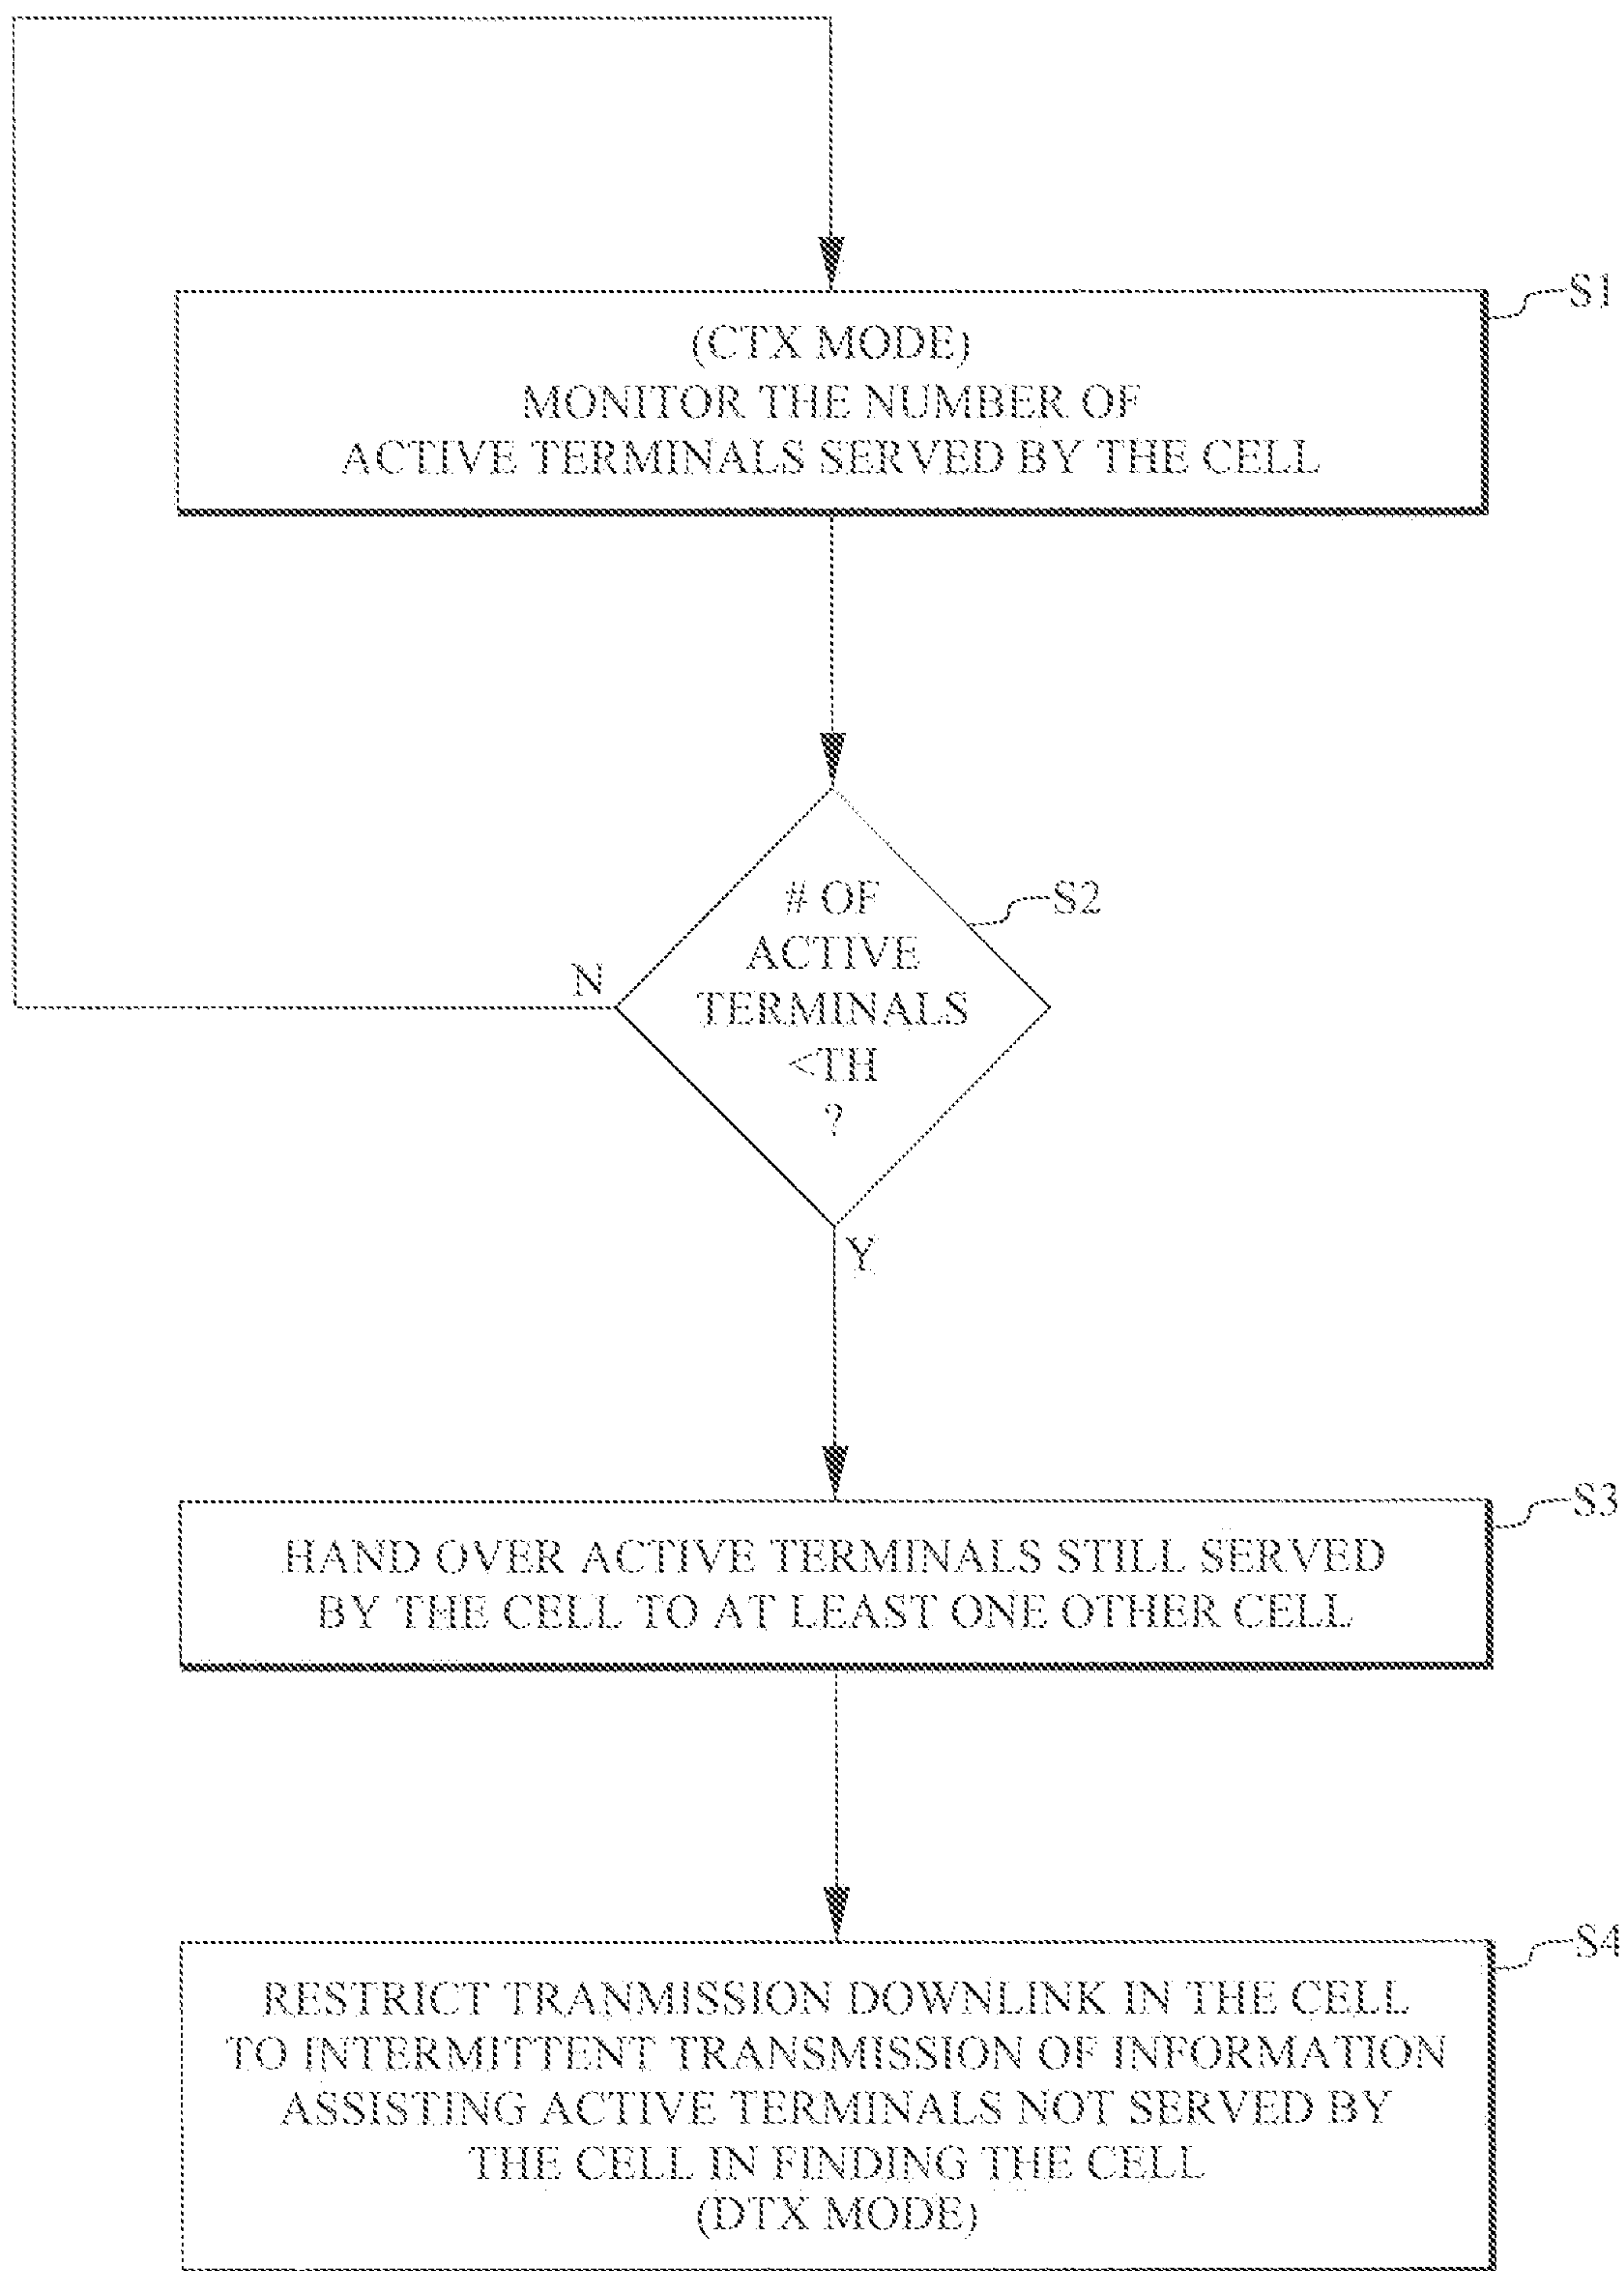 S1
(CTX MODE)
MONITOR THE NUMBER OF
ACTIVE TERMINALS SERVED BY THE CELL
S2
# OF
ACTIVE
TERMINALS
<TH
?
N
Y
S3
HAND OVER ACTIVE TERMINALS STILL SERVED
BY THE CELL TO AT LEAST ONE OTHER CELL
S4
RESTRICT TRANMISSION DOWNLINK IN THE CELL
TO INTERMITTENT TRANSMISSION OF INFORMATION
ASSISTING ACTIVE TERMINALS NOT SERVED BY
THE CELL IN FINDING THE CELL
(DTX MODE)